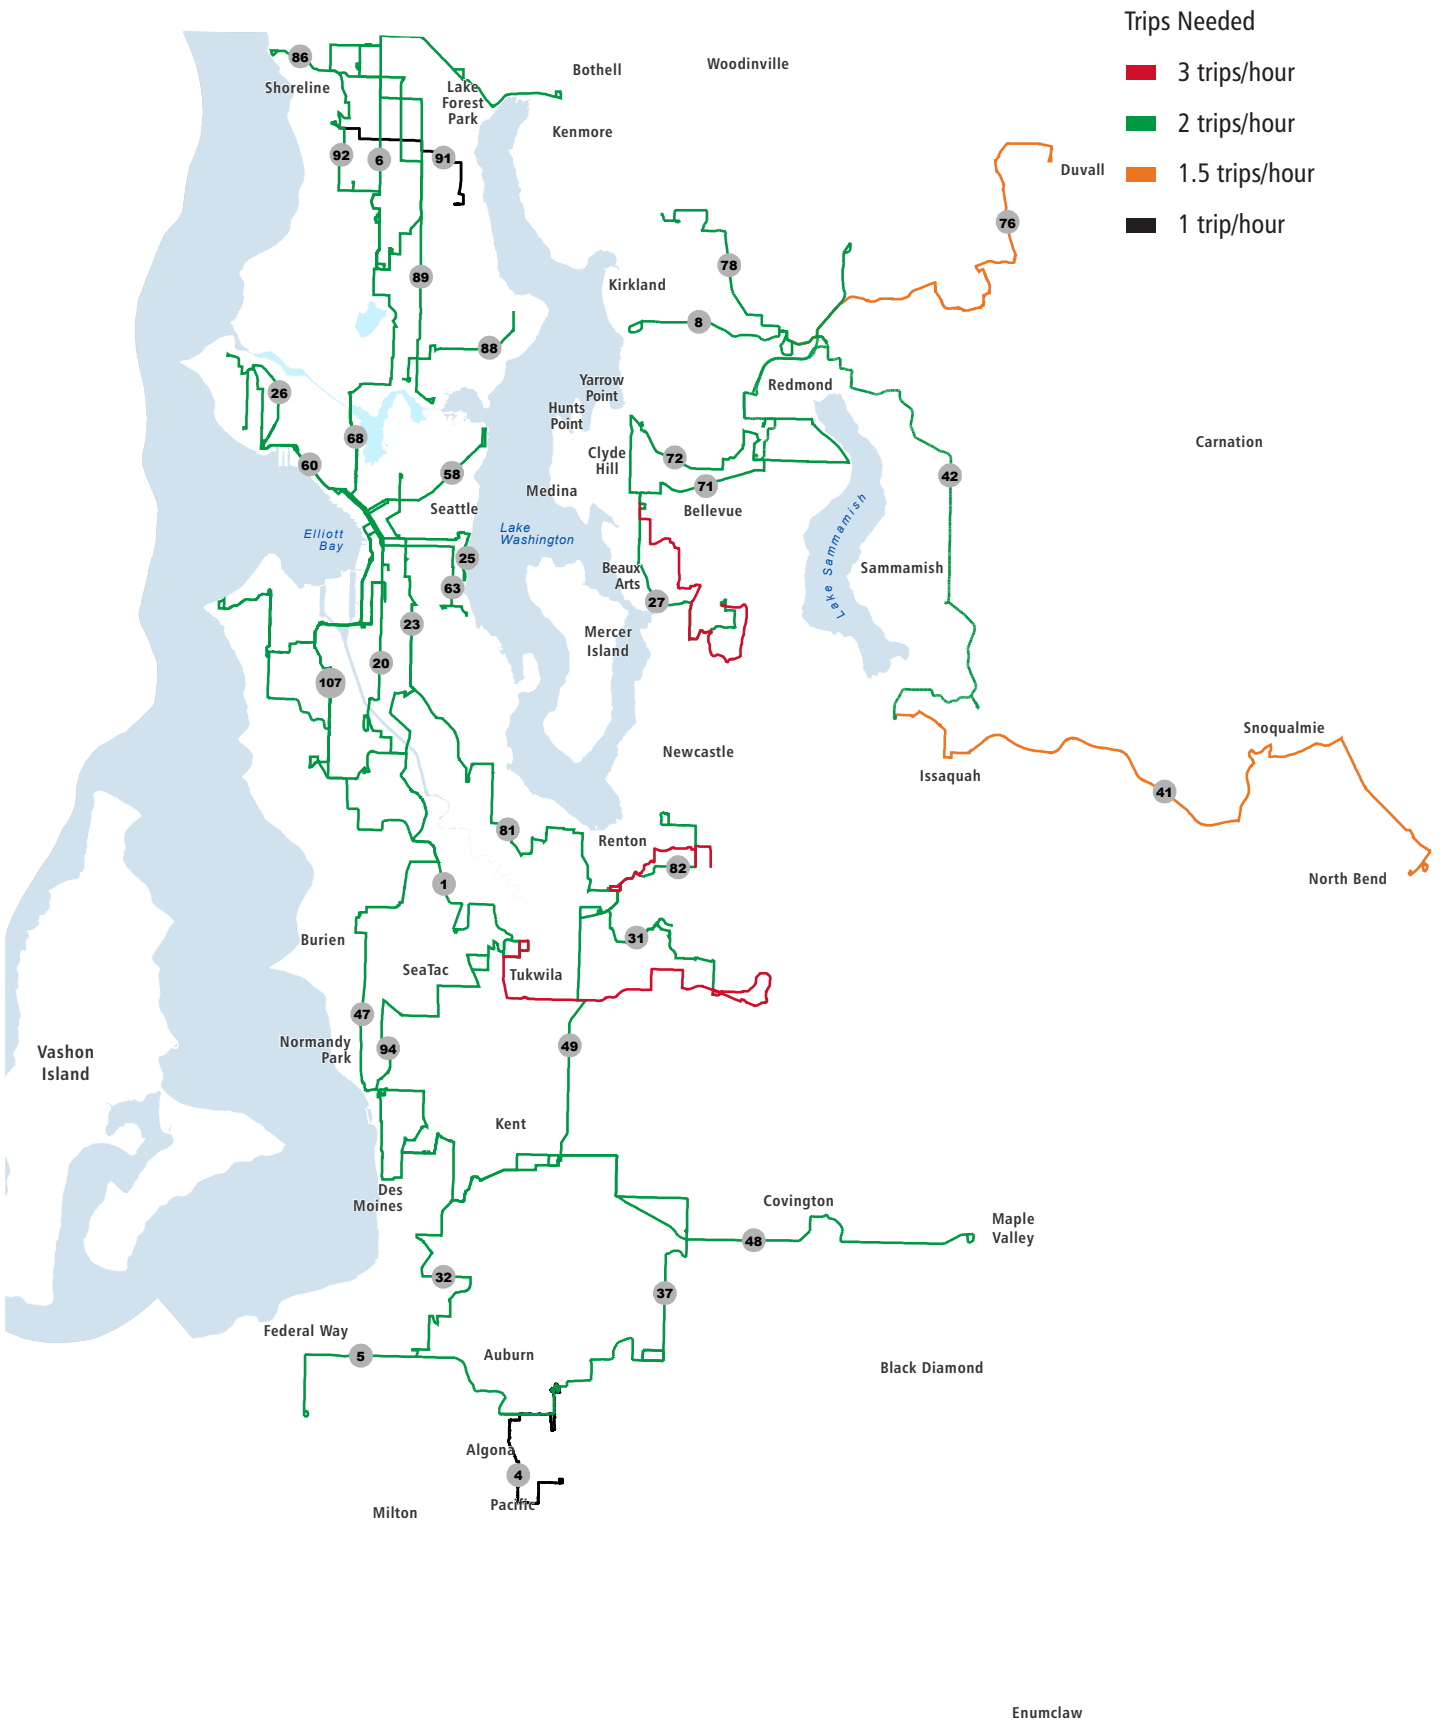 Trips Needed
3 trips/hour
2 trips/hour
1.5 trips/hour
1 trip/hour
86
Shoreline
Lake
Forest
Park
Bothell
Woodinville
Kenmore
92
6
91
Duvall
76
89
78
Kirkland
8
88
26
Yarrow
Point
Hunts
Point
Redmond
68
60
58
Clyde
Hill
72
71
42
Carnation
Medina
Bellevue
Seattle
Elliott
Bay
Lake
Washington
Lake Sammamish
25
63
Beaux
Arts
27
Sammamish
23
Mercer
Island
20
107
Newcastle
Issaquah
Snoqualmie
41
North Bend
81
Renton
82
1
31
Burien
SeaTac
Tukwila
47
Normandy
Park
94
49
Vashon
Island
Kent
Des
Moines
Covington
48
Maple
Valley
32
37
Federal Way
5
Auburn
Black Diamond
Algona
4
Pacific
Milton
Enumclaw